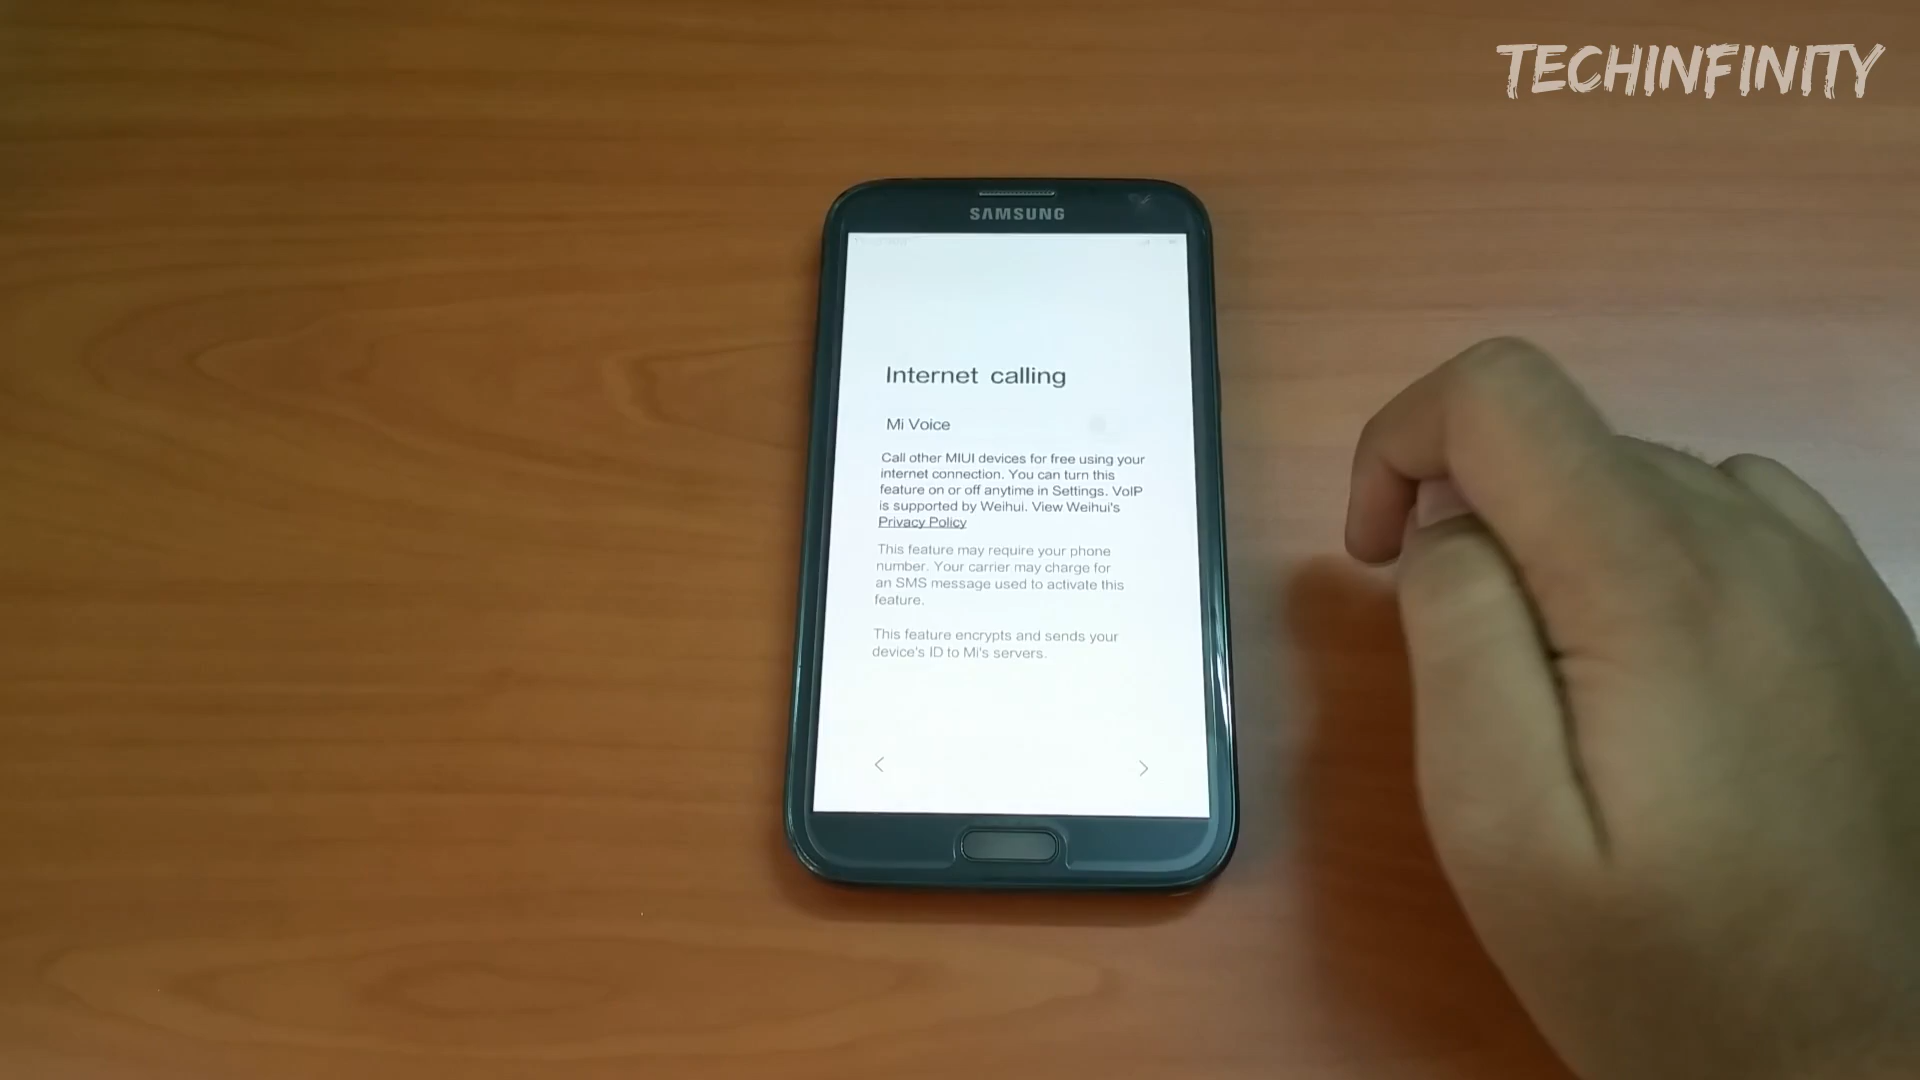 TECHINFINITY
SAMSUNG
Internet calling
Mi Voice
Call other MIUI devices for free using your
internet connection. You can turn this
feature on or off anytime in Settings. VoIP
is supported by Weihui. View Weihui's
Privacy Policy
This feature may require your phone
number. Your carrier may charge for
an SMS message used to activate this
feature.
This feature encrypts and sends your
device's ID to Mi's servers.